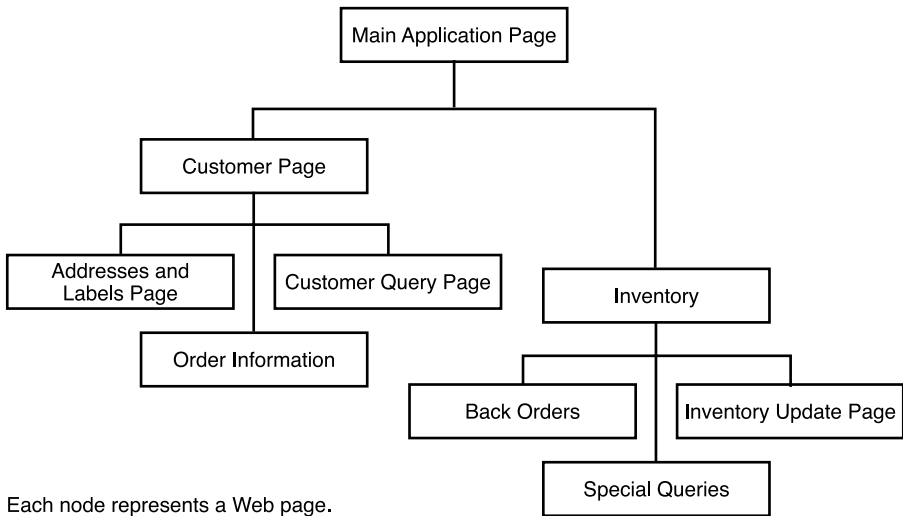 Main Application Page
Customer Page
Addresses and
Labels Page
Customer Query Page
Order Information
Inventory
Back Orders
Inventory Update Page
Special Queries
Each node represents a Web page.